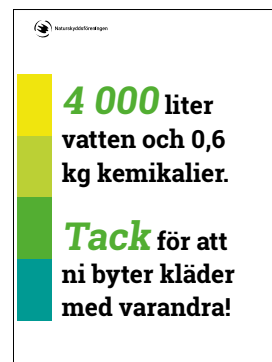 Naturskyddsföreningen
4 000 liter
vatten och 0,6
kg kemikalier.
Tack för att
ni byter kläder
med varandra!